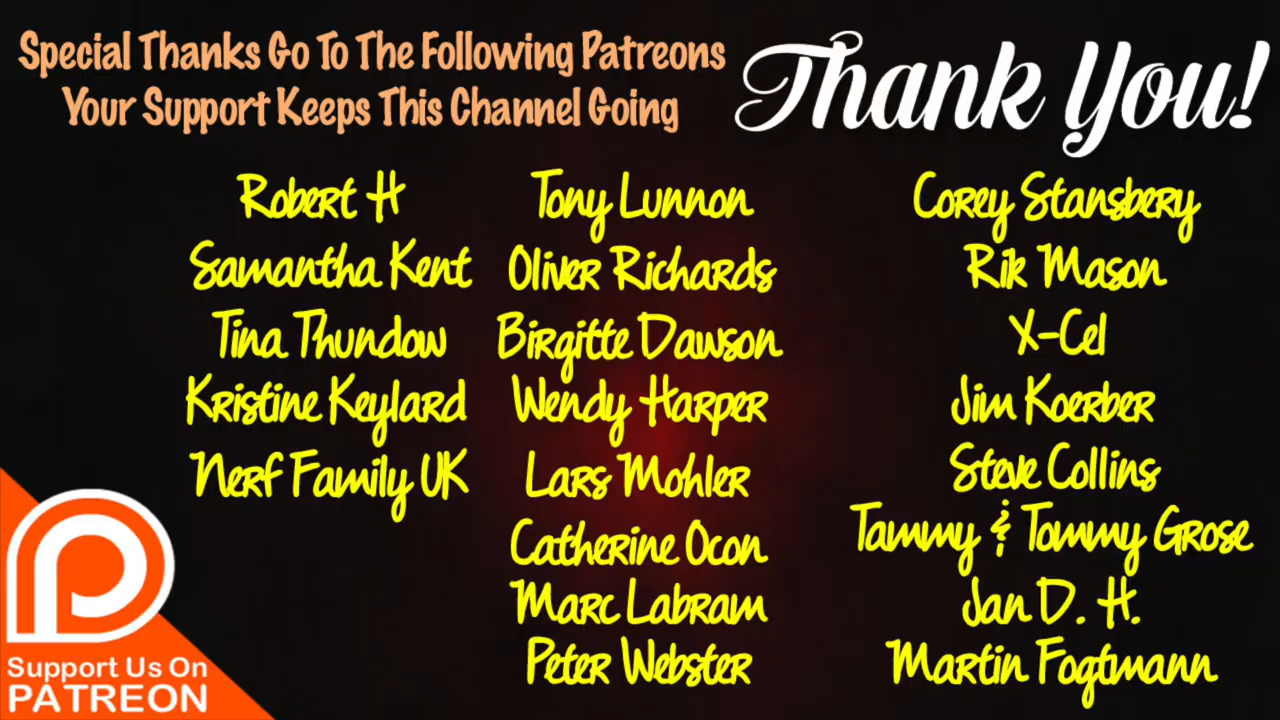 Special Thanks Go To The Following Patreons
Your Support Keeps This Channel Going
Thank You!
Robert H
Samantha Kent
Tina Thundow
Kristine Keylard
Nerf Family UK
Tony Lunnon
Oliver Richards
Birgitte Dawson
Wendy Harper
Lars Mohler
Catherine Ocon
Marc Labram
Peter Webster
Corey Stansbery
Rik Mason
X-Cel
Jim Koerber
Steve Collins
Tammy & Tommy Grose
Jan D. H.
Martin Fogtmann
Support Us On
PATREON